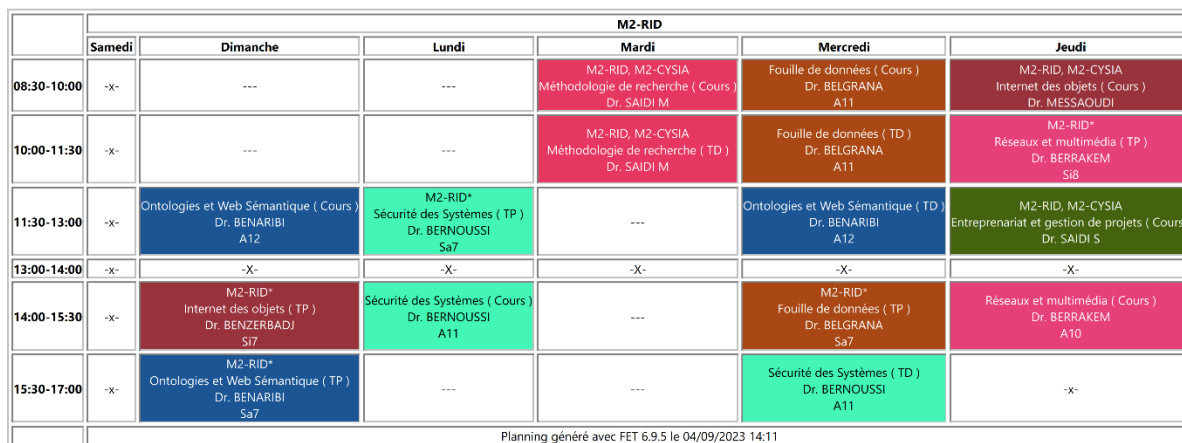 M2-RID
Samedi Dimanche Lundi Mardi Mercredi Jeudi
08:30-10:00 -x- --- --- M2-RID, M2-CYSIA Fouille de données ( Cours ) M2-RID, M2-CYSIA
Méthodologie de recherche ( Cours ) Dr. BELGRANA Internet des objets ( Cours )
Dr. SAIDI M A11 Dr. MESSAOUDI
10:00-11:30 -x- --- --- M2-RID, M2-CYSIA Fouille de données ( TD ) M2-RID*
Méthodologie de recherche ( TD ) Dr. BELGRANA Réseaux et multimédia ( TP )
Dr. SAIDI M A11 Dr. BERRAKEM
Si8
11:30-13:00 -x- Ontologies et Web Sémantique ( Cours ) M2-RID* --- Ontologies et Web Sémantique ( TD ) M2-RID, M2-CYSIA
Dr. BENARIBI Sécurité des Systèmes ( TP ) Dr. BENARIBI Entreprenariat et gestion de projets ( Cours
A12 Dr. BERNOUSSI A12 Dr. SAIDI S
Sa7
13:00-14:00 -x- -X- -X- -X- -X- -X-
14:00-15:30 -x- M2-RID* Sécurité des Systèmes ( Cours ) --- M2-RID* Réseaux et multimédia ( Cours )
Internet des objets ( TP ) Dr. BERNOUSSI Fouille de données ( TP ) Dr. BERRAKEM
Dr. BENZERBADJ A11 Dr. BELGRANA A10
Si7 Sa7
15:30-17:00 -x- M2-RID* --- --- Sécurité des Systèmes ( TD ) -x-
Ontologies et Web Sémantique ( TP ) Dr. BERNOUSSI
Dr. BENARIBI A11
Sa7
Planning généré avec FET 6.9.5 le 04/09/2023 14:11